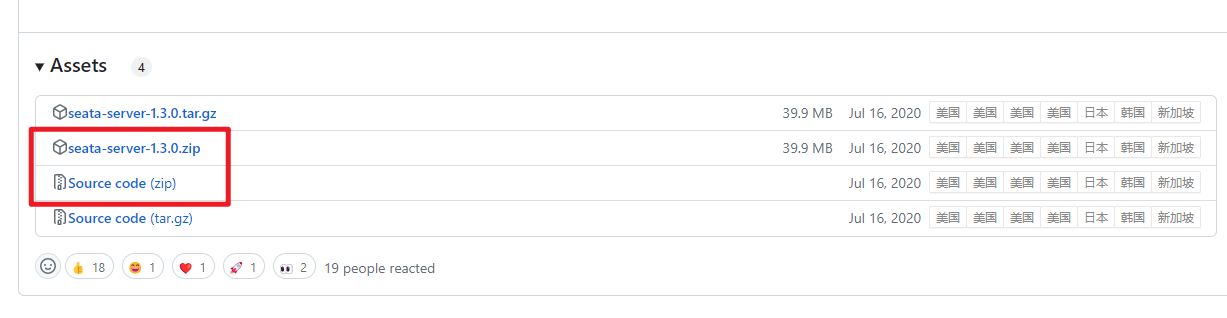 Assets 4
seata-server-1.3.0.tar.gz 39.9 MB Jul 16, 2020 美国 美国 美国 美国 日本 韩国 新加坡
seata-server-1.3.0.zip 39.9 MB Jul 16, 2020 美国 美国 美国 美国 日本 韩国 新加坡
Source code (zip) Jul 16, 2020 美国 美国 美国 美国 日本 韩国 新加坡
Source code (tar.gz) Jul 16, 2020 美国 美国 美国 美国 日本 韩国 新加坡
18 1 1 1 2 19 people reacted